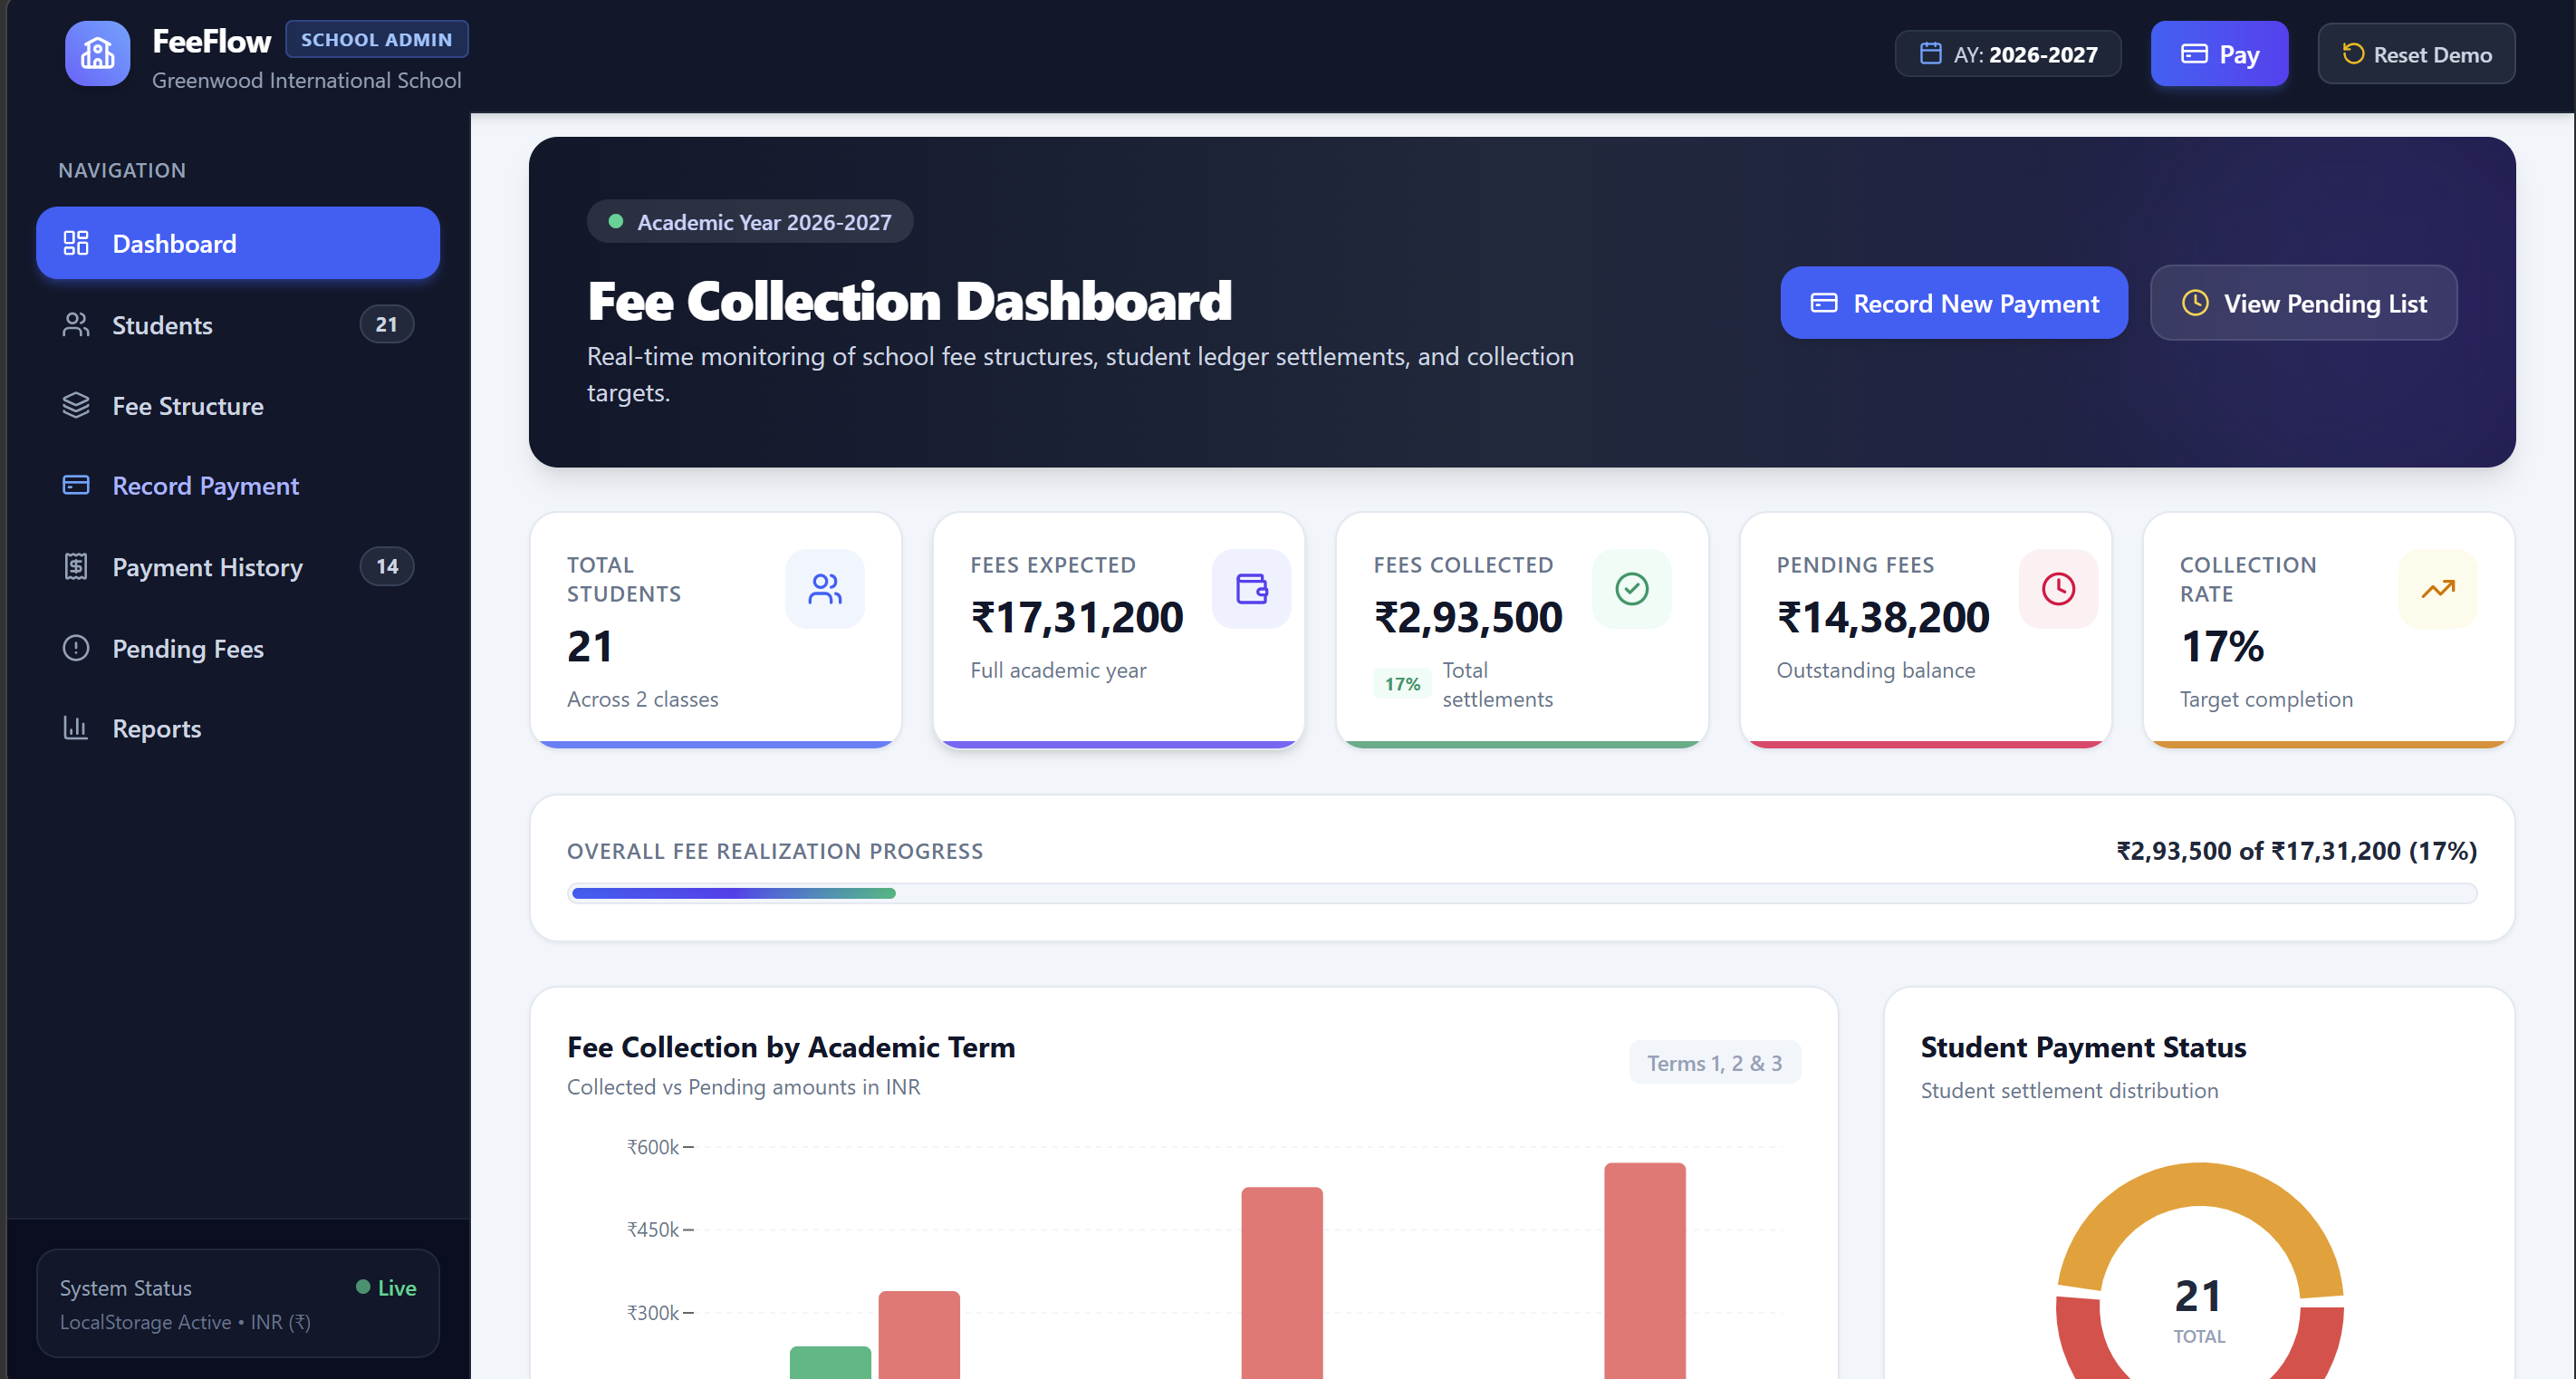 FeeFlow
SCHOOL ADMIN
Greenwood International School
AY: 2026-2027
Pay
Reset Demo
NAVIGATION
Dashboard
Students
21
Fee Structure
Record Payment
Payment History
14
Pending Fees
Reports
System Status
Live
LocalStorage Active • INR (₹)
Academic Year 2026-2027
Fee Collection Dashboard
Real-time monitoring of school fee structures, student ledger settlements, and collection
targets.
Record New Payment
View Pending List
TOTAL
STUDENTS
21
Across 2 classes
FEES EXPECTED
₹17,31,200
Full academic year
FEES COLLECTED
₹2,93,500
17%
Total
settlements
PENDING FEES
₹14,38,200
Outstanding balance
COLLECTION
RATE
17%
Target completion
OVERALL FEE REALIZATION PROGRESS
₹2,93,500 of ₹17,31,200 (17%)
Fee Collection by Academic Term
Collected vs Pending amounts in INR
Terms 1, 2 & 3
₹600k
₹450k
₹300k
Student Payment Status
Student settlement distribution
21
TOTAL